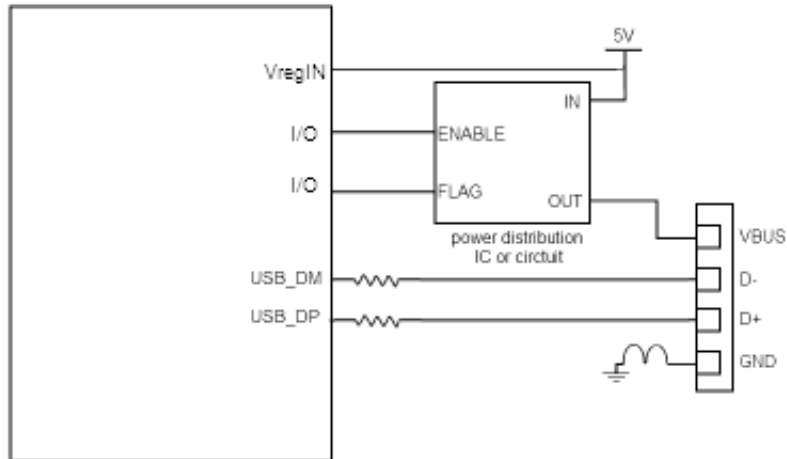 5V
VregIN
IN
I/O
ENABLE
I/O
FLAG
OUT
power distribution
IC or circtuit
VBUS
USB_DM
D-
USB_DP
D+
GND